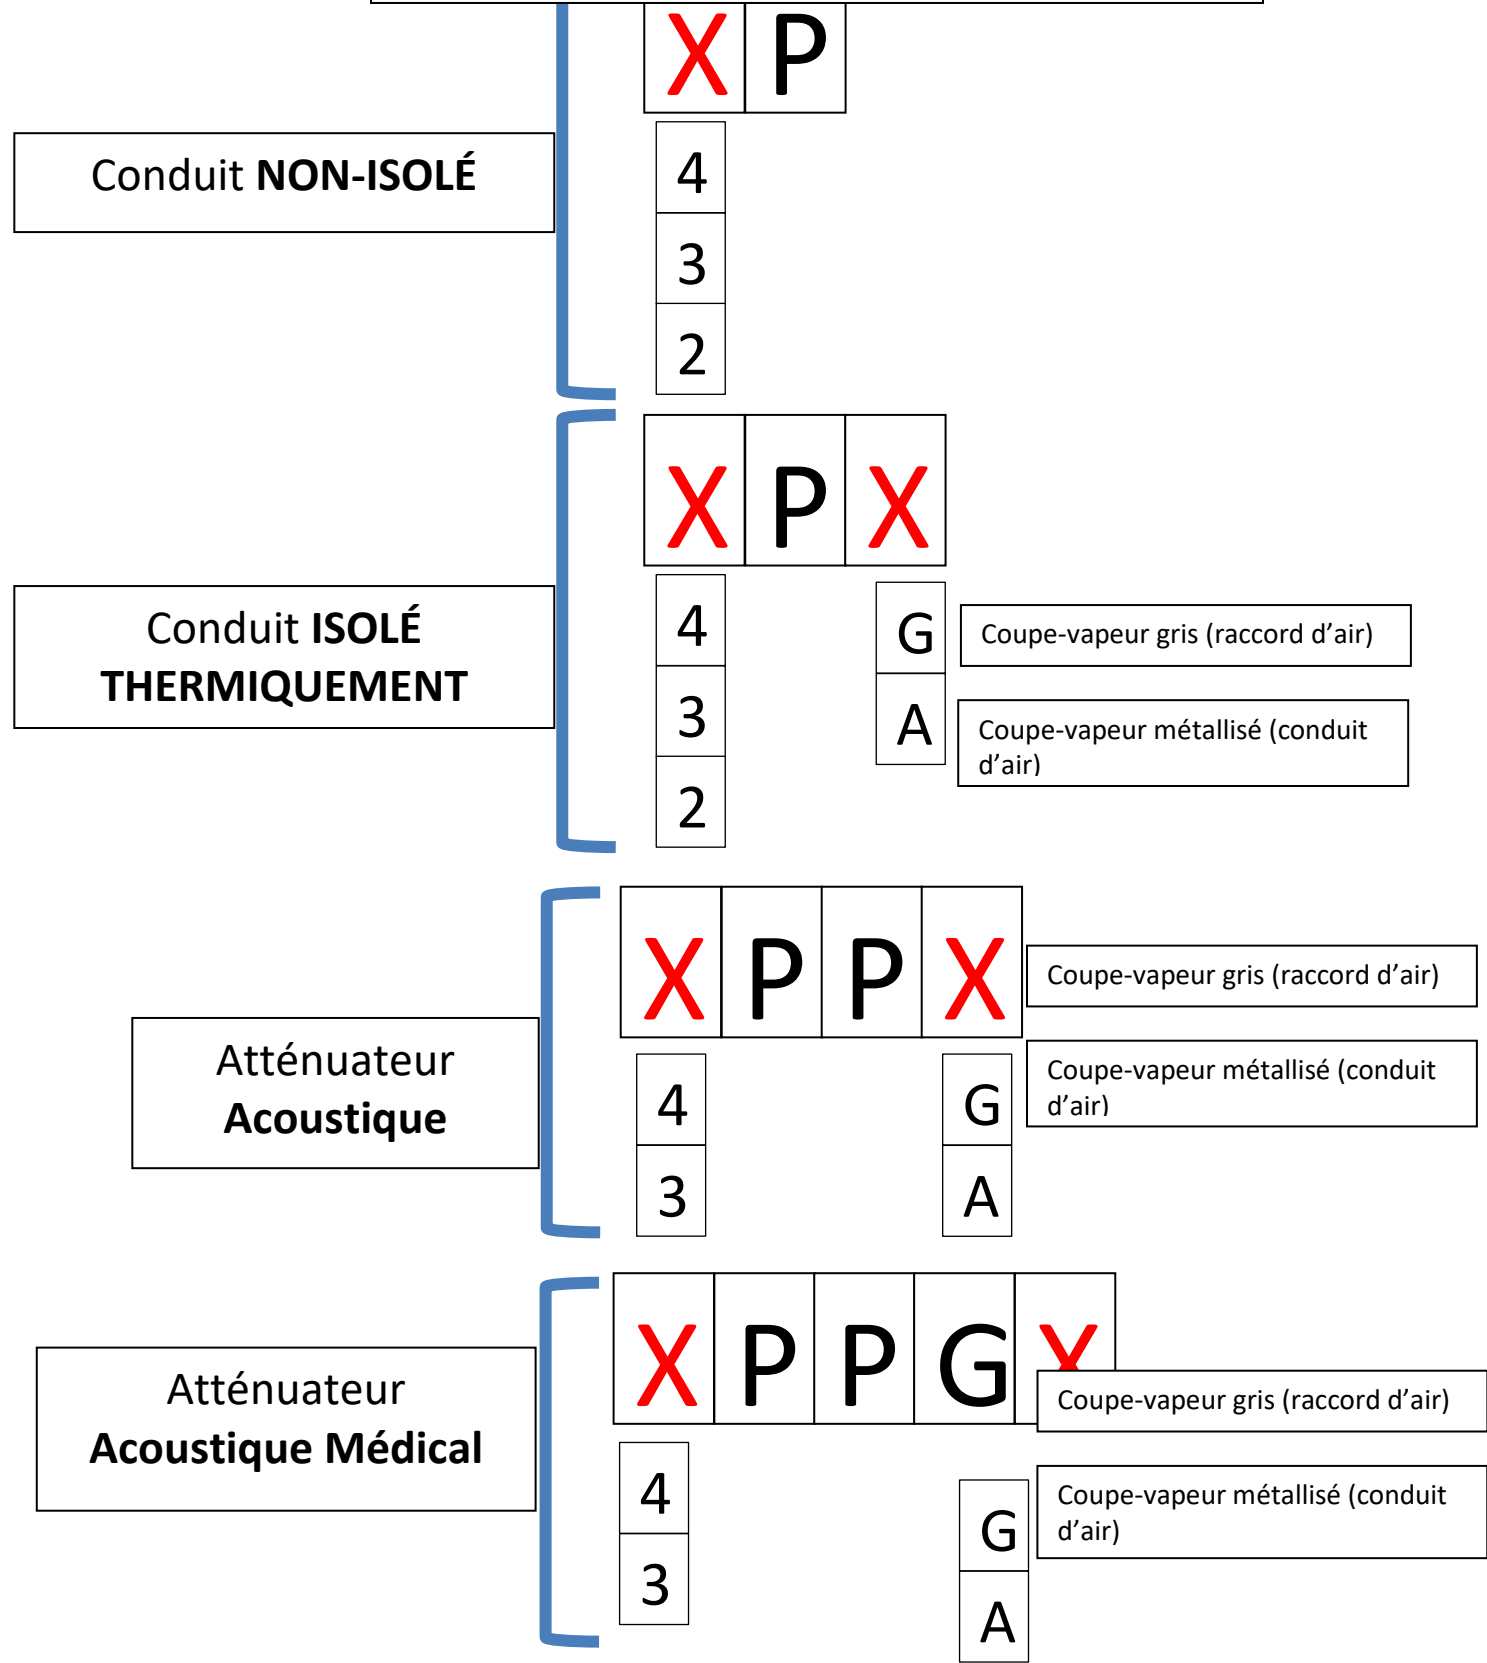 X P
Conduit NON-ISOLÉ
4
3
2
X P X
Conduit ISOLÉ
THERMIQUEMENT
4
3
2
G
A
Coupe-vapeur gris (raccord d’air)
Coupe-vapeur métallisé (conduit
d’air)
X P P X
Atténuateur
Acoustique
4
3
G
A
Coupe-vapeur gris (raccord d’air)
Coupe-vapeur métallisé (conduit
d’air)
X P P G X
Atténuateur
Acoustique Médical
4
3
G
A
Coupe-vapeur gris (raccord d’air)
Coupe-vapeur métallisé (conduit
d’air)